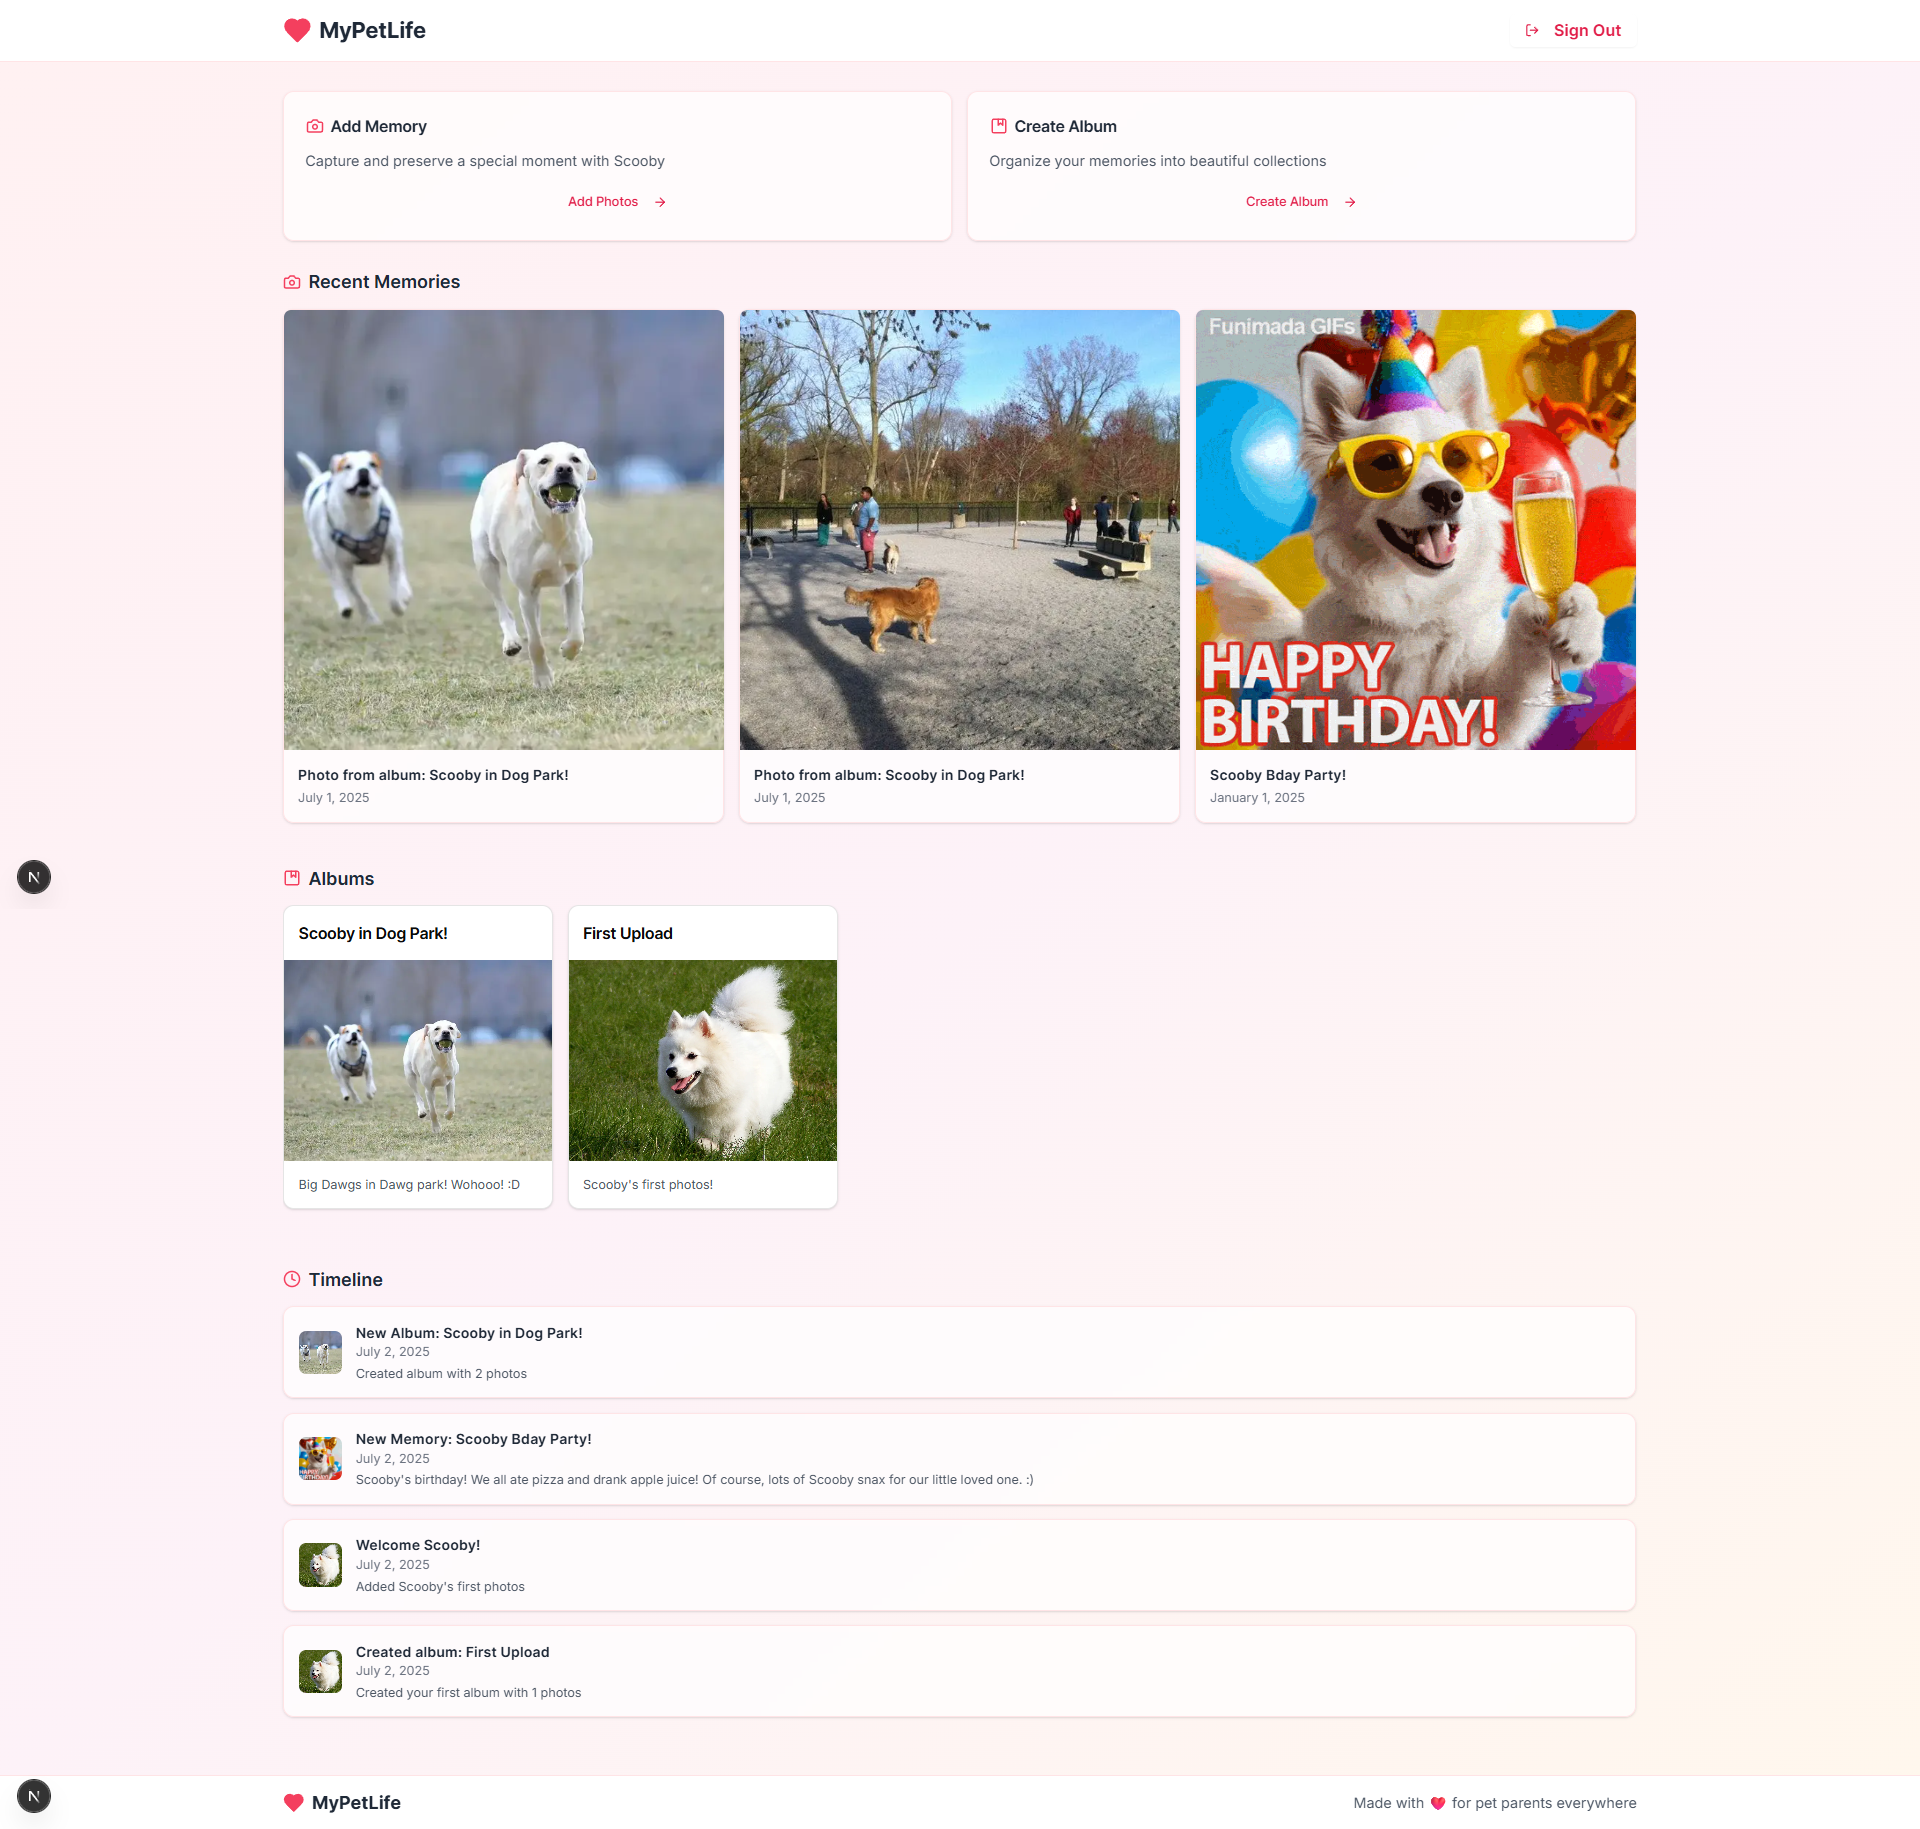 MyPetLife
Sign Out
Add Memory
Capture and preserve a special moment with Scooby
Add Photos →
Create Album
Organize your memories into beautiful collections
Create Album →
Recent Memories
Funimada GIFs
HAPPY
BIRTHDAY!
Photo from album: Scooby in Dog Park!
July 1, 2025
Photo from album: Scooby in Dog Park!
July 1, 2025
Scooby Bday Party!
January 1, 2025
N
Albums
Scooby in Dog Park!
Big Dawgs in Dawg park! Wohooo! :D
First Upload
Scooby's first photos!
Timeline
New Album: Scooby in Dog Park!
July 2, 2025
Created album with 2 photos
HAPPY
BIRTHDAY!
New Memory: Scooby Bday Party!
July 2, 2025
Scooby's birthday! We all ate pizza and drank apple juice! Of course, lots of Scooby snax for our little loved one. :)
Welcome Scooby!
July 2, 2025
Added Scooby's first photos
Created album: First Upload
July 2, 2025
Created your first album with 1 photos
N
MyPetLife
Made with ❤️ for pet parents everywhere